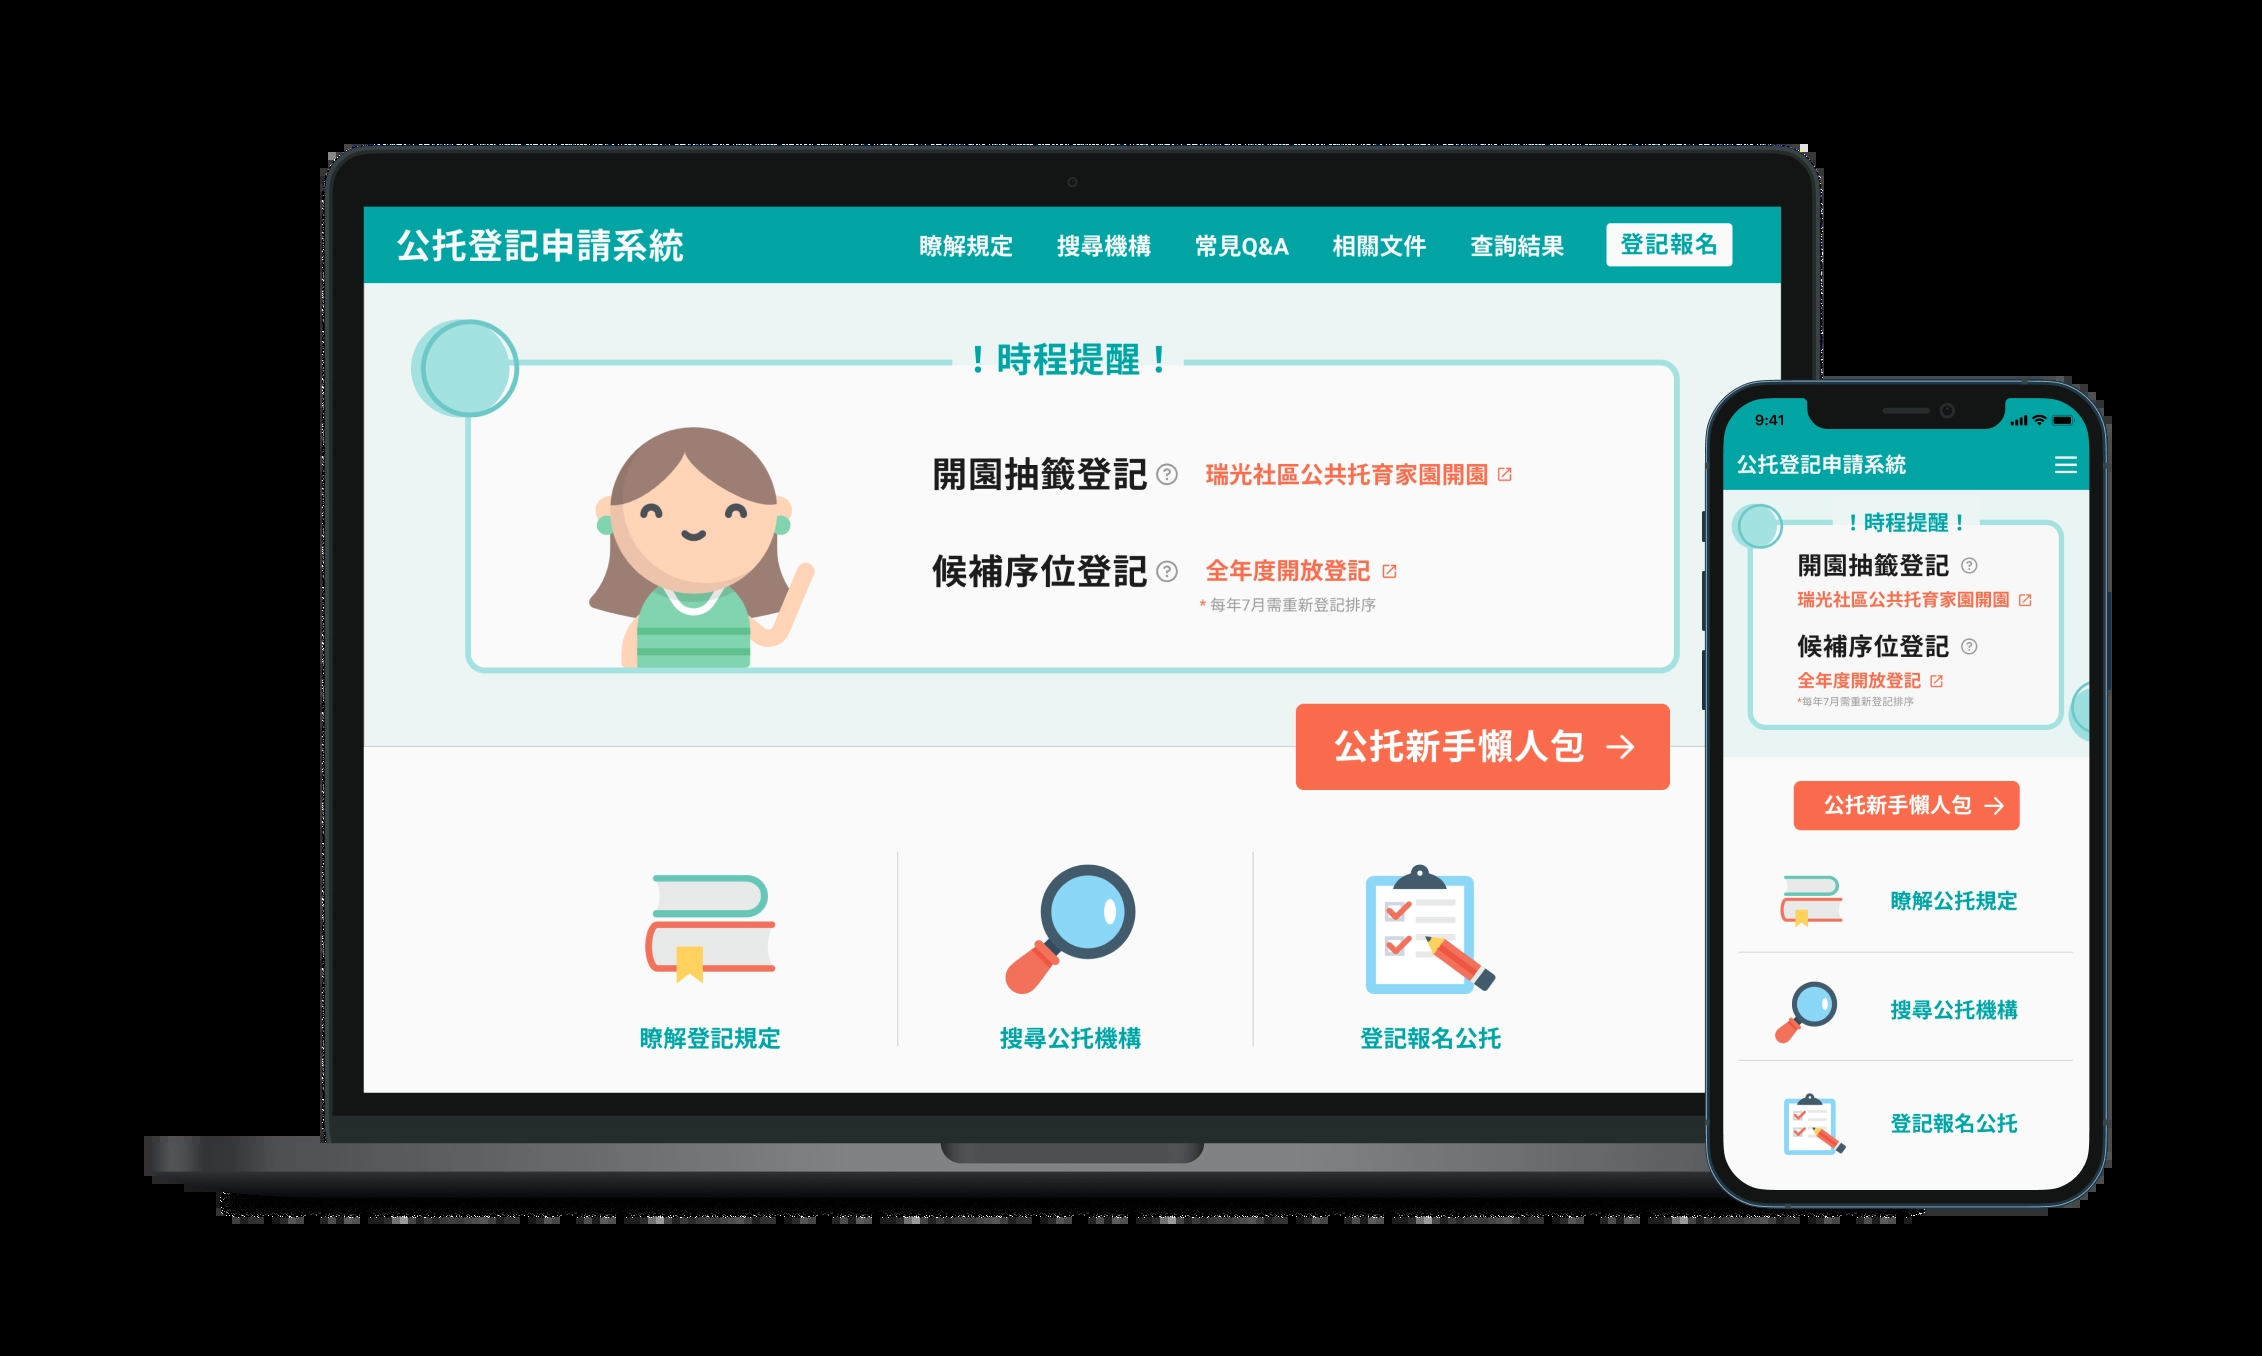 公托登記申請系統
瞭解規定
搜尋機構
常見Q&A
相關文件
查詢結果
登記報名
！時程提醒！
開園抽籤登記 ?
瑞光社區公共托育家園開園
候補序位登記 ?
全年度開放登記
* 每年7月需重新登記排序
公托新手懶人包 →
瞭解登記規定
搜尋公托機構
登記報名公托
9:41
公托登記申請系統
！時程提醒！
開園抽籤登記 ?
瑞光社區公共托育家園開園
候補序位登記 ?
全年度開放登記
*每年7月需重新登記排序
公托新手懶人包 →
瞭解公托規定
搜尋公托機構
登記報名公托